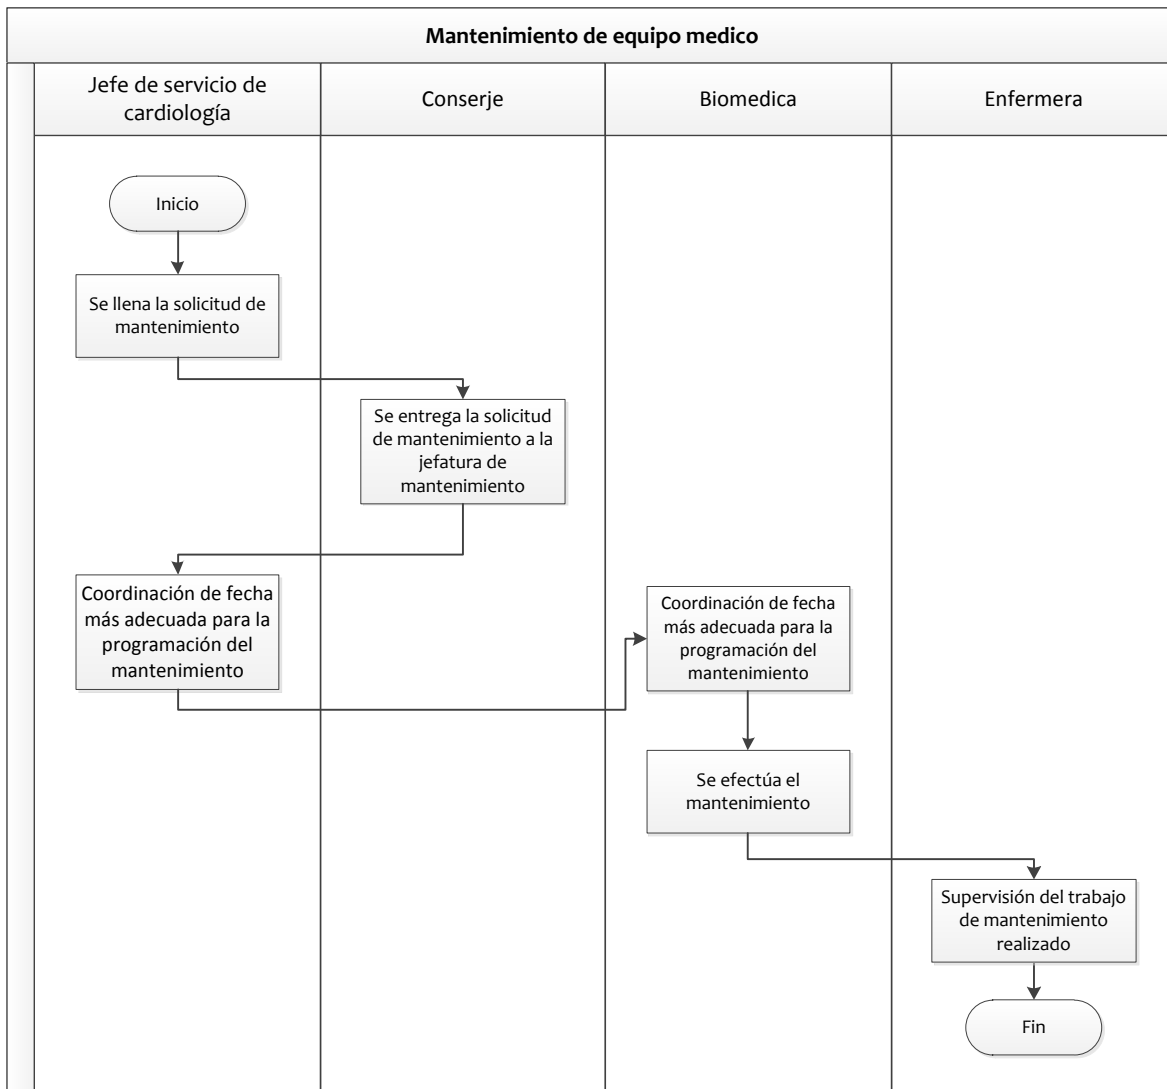 Mantenimiento de equipo medico
Jefe de servicio de
cardiología
Conserje
Biomedica
Enfermera
Inicio
Se llena la solicitud de
mantenimiento
Se entrega la solicitud
de mantenimiento a la
jefatura de
mantenimiento
Coordinación de fecha
más adecuada para la
programación del
mantenimiento
Coordinación de fecha
más adecuada para la
programación del
mantenimiento
Se efectúa el
mantenimiento
Supervisión del trabajo
de mantenimiento
realizado
Fin